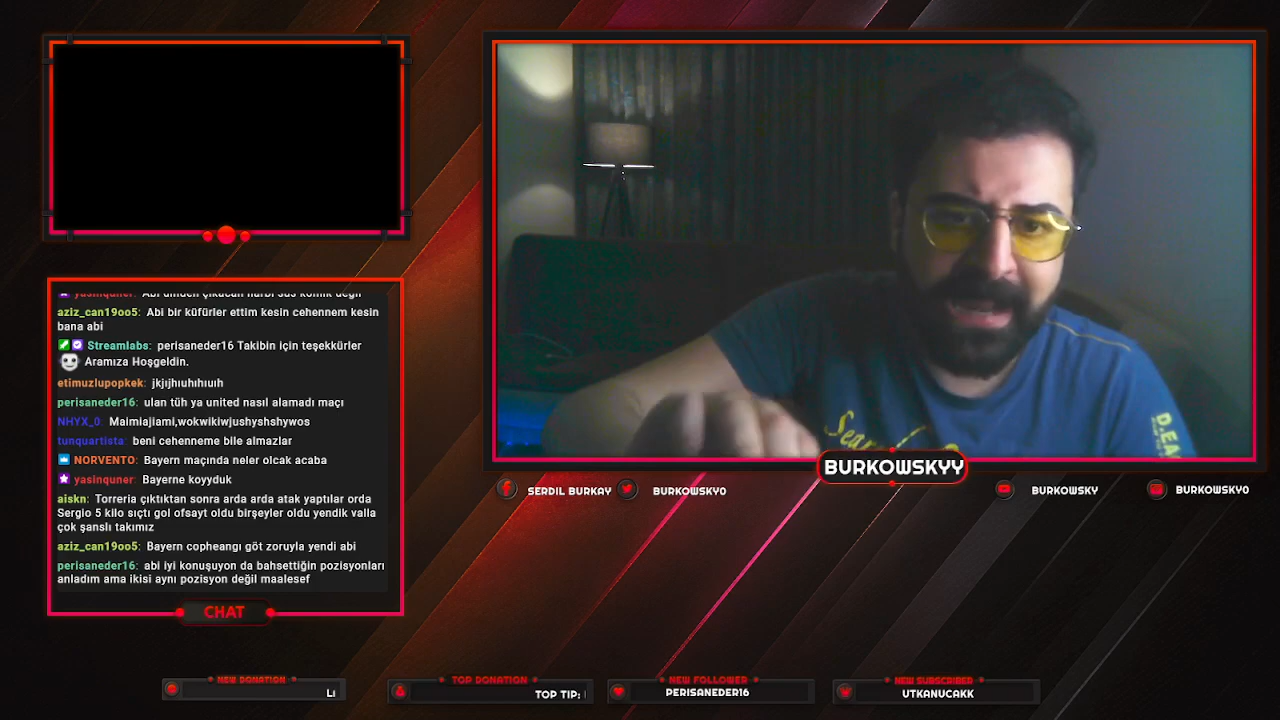 aziz_can19oo5: Abi bir küfürler ettim kesin cehennem kesin
bana abi
Streamlabs: perisaneder16 Takibin için teşekkürler
Aramıza Hoşgeldin.
etimuzlupopkek: jkjıjhıuhıhıuıh
perisaneder16: ulan tüh ya united nasıl alamadı maçı
NHYX_0: Maimiajiami,wokwikiwjushyshshywos
tunquartista: beni cehenneme bile almazlar
NORVENTO: Bayern maçında neler olcak acaba
yasinquner: Bayerne koyyduk
aiskn: Torreria çıktıktan sonra arda arda atak yaptılar orda
Sergio 5 kilo sıçtı gol ofsayt oldu birşeyler oldu yendik valla
çok şanslı takımız
aziz_can19oo5: Bayern copheangı göt zoruyla yendi abi
perisaneder16: abi iyi konuşuyon da bahsettiğin pozisyonları
anladım ama ikisi aynı pozisyon değil maalesef
CHAT
D.EA
BURKOWSKYY
SERDIL BURKAY
BURKOWSKY0
BURKOWSKY
BURKOWSKY0
NEW DONATION
Lı
TOP DONATION
TOP TIP:
NEW FOLLOWER
PERISANEDER16
NEW SUBSCRIBER
UTKANUCAKK